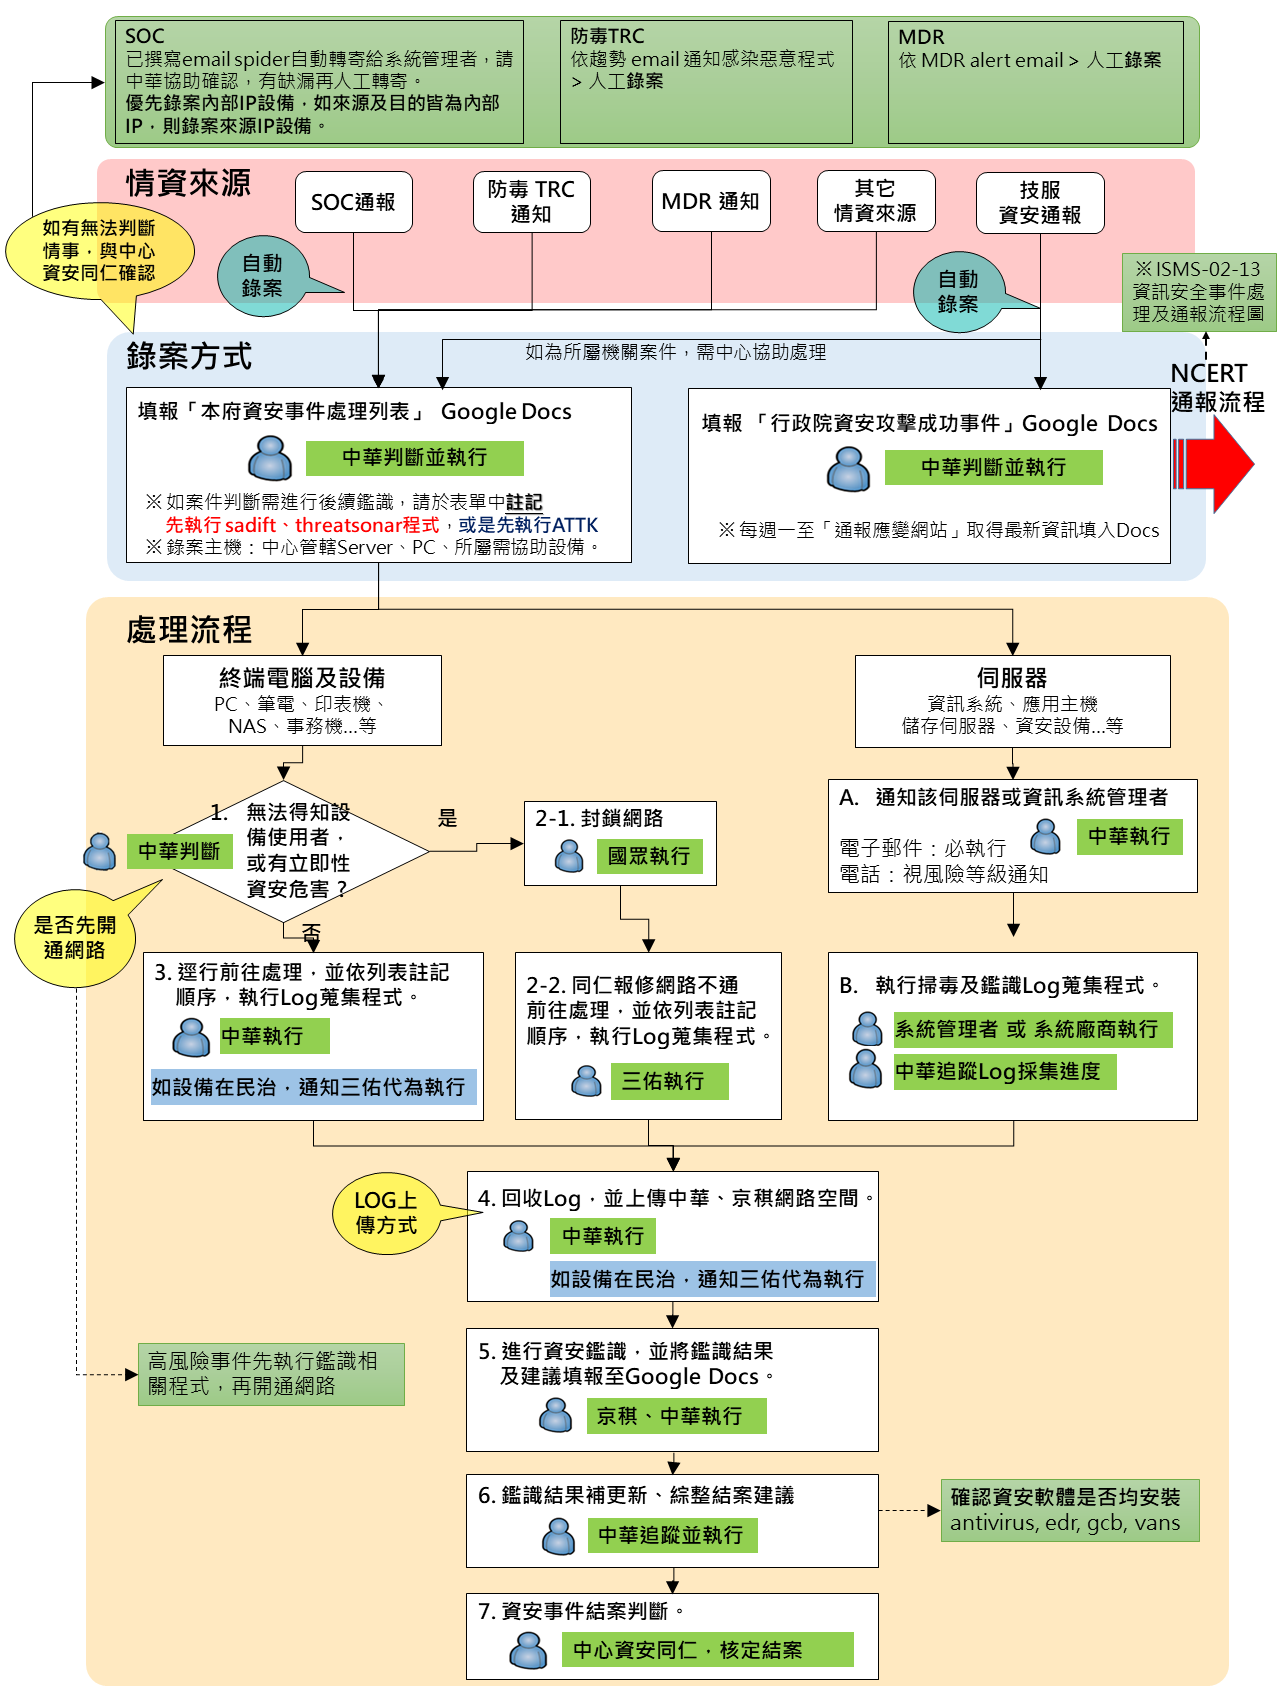 SOC
已撰寫email spider自動轉寄給系統管理者，請
中華協助確認，有缺漏再人工轉寄。
優先錄案內部IP設備，如來源及目的皆為內部
IP，則錄案來源IP設備。
防毒TRC
依趨勢 email 通知感染惡意程式
> 人工錄案
MDR
依 MDR alert email > 人工錄案
情資來源
SOC通報
防毒 TRC
通知
MDR 通知
其它
情資來源
技服
資安通報
如有無法判斷
情事，與中心
資安同仁確認
自動
錄案
自動
錄案
※ISMS-02-13
資訊安全事件處
理及通報流程圖
錄案方式
如為所屬機關案件，需中心協助處理
NCERT
通報流程
填報「本府資安事件處理列表」 Google Docs
中華判斷並執行
※如案件判斷需進行後續鑑識，請於表單中註記
先執行 sadift、threatsonar程式，或是先執行ATTK
※錄案主機：中心管轄Server、PC、所屬需協助設備。
填報 「行政院資安攻擊成功事件」Google Docs
中華判斷並執行
※每週一至「通報應變網站」取得最新資訊填入Docs
處理流程
終端電腦及設備
PC、筆電、印表機、
NAS、事務機...等
伺服器
資訊系統、應用主機
儲存伺服器、資安設備...等
1. 無法得知設
備使用者，
或有立即性
資安危害？
中華判斷
是
否
是否先開
通網路
2-1. 封鎖網路
國眾執行
A. 通知該伺服器或資訊系統管理者
中華執行
電子郵件：必執行
電話：視風險等級通知
3. 逕行前往處理，並依列表註記
順序，執行Log蒐集程式。
中華執行
如設備在民治，通知三佑代為執行
2-2. 同仁報修網路不通
前往處理，並依列表註記
順序，執行Log蒐集程式。
三佑執行
B. 執行掃毒及鑑識Log蒐集程式。
系統管理者 或 系統廠商執行
中華追蹤Log採集進度
LOG上
傳方式
4. 回收Log，並上傳中華、京稘網路空間。
中華執行
如設備在民治，通知三佑代為執行
高風險事件先執行鑑識相
關程式，再開通網路
5. 進行資安鑑識，並將鑑識結果
及建議填報至Google Docs。
京稘、中華執行
6. 鑑識結果補更新、綜整結案建議
中華追蹤並執行
確認資安軟體是否均安裝
antivirus, edr, gcb, vans
7. 資安事件結案判斷。
中心資安同仁，核定結案